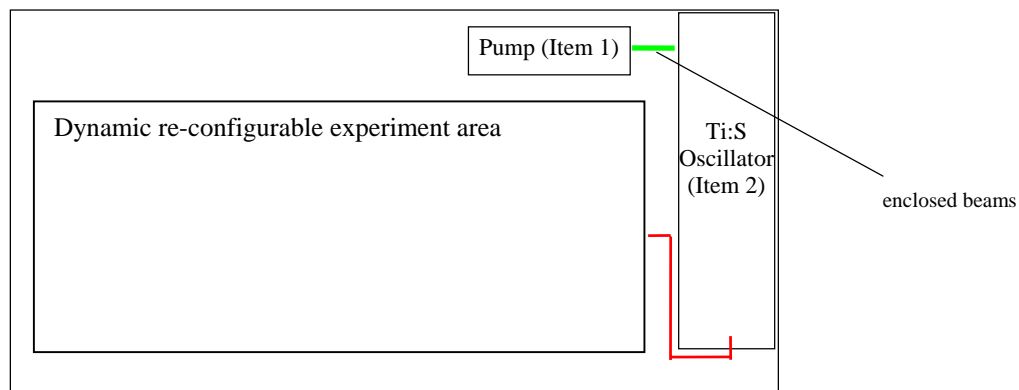 Pump (Item 1)
Dynamic re-configurable experiment area
Ti:S
Oscillator
(Item 2)
enclosed beams